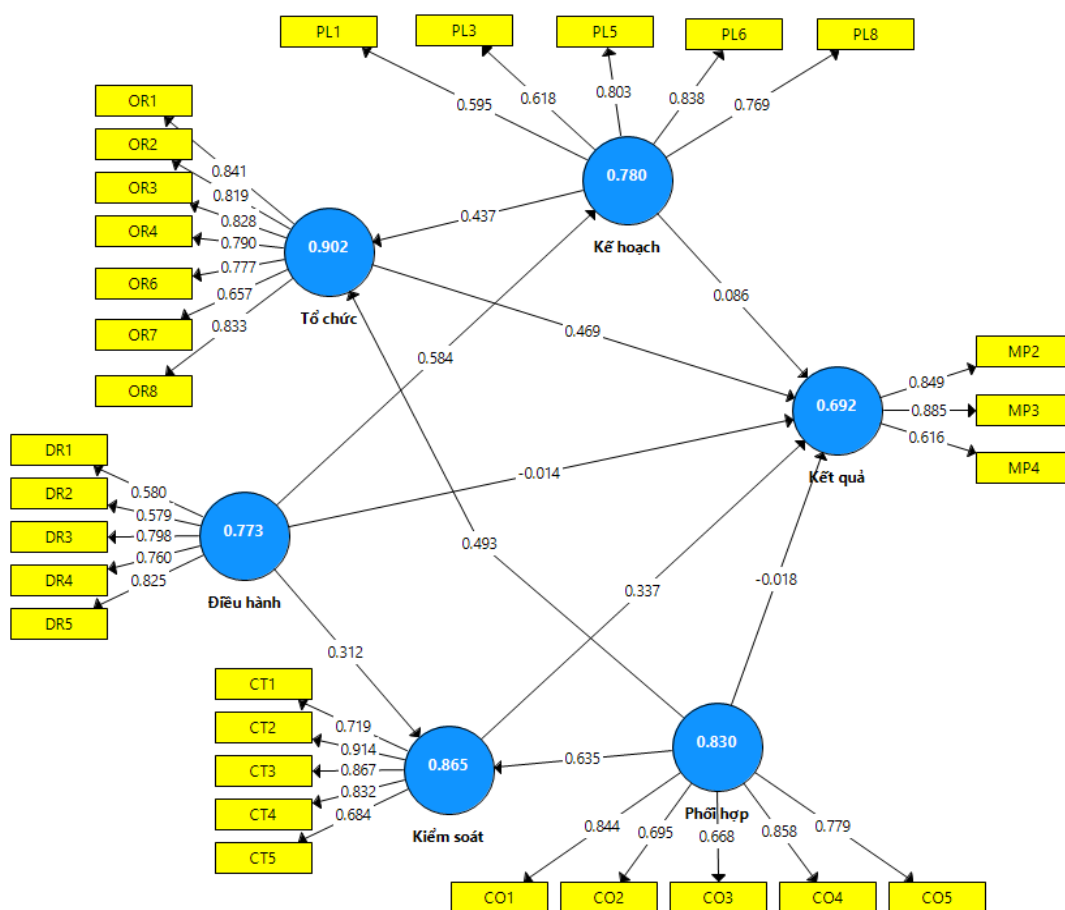 PL1
PL3
PL5
PL6
PL8
0.595
0.618
0.803
0.838
0.769
OR1
OR2
OR3
OR4
OR6
OR7
OR8
0.841
0.819
0.828
0.790
0.777
0.657
0.833
0.902
Tổ chức
0.780
Kế hoạch
0.437
0.086
0.469
0.584
MP2
MP3
MP4
0.849
0.885
0.616
0.692
Kết quả
DR1
DR2
DR3
DR4
DR5
0.580
0.579
0.798
0.760
0.825
0.773
Điều hành
-0.014
0.493
0.337
-0.018
0.312
CT1
CT2
CT3
CT4
CT5
0.719
0.914
0.867
0.832
0.684
0.865
Kiểm soát
0.635
0.830
Phối hợp
0.844
0.695
0.668
0.858
0.779
CO1
CO2
CO3
CO4
CO5